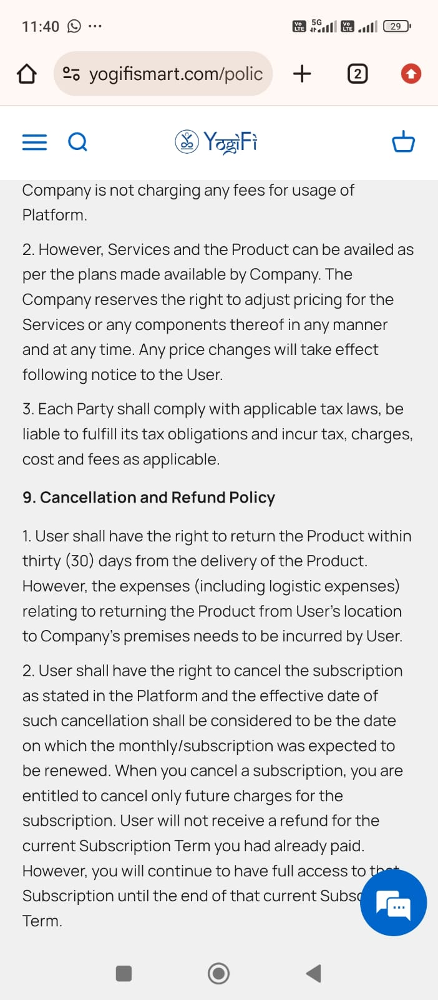 11:40
Vo LTE 5G Vo LTE 29
yogifismart.com/polic
2
YogiFi
Company is not charging any fees for usage of
Platform.
2. However, Services and the Product can be availed as
per the plans made available by Company. The
Company reserves the right to adjust pricing for the
Services or any components thereof in any manner
and at any time. Any price changes will take effect
following notice to the User.
3. Each Party shall comply with applicable tax laws, be
liable to fulfill its tax obligations and incur tax, charges,
cost and fees as applicable.
9. Cancellation and Refund Policy
1. User shall have the right to return the Product within
thirty (30) days from the delivery of the Product.
However, the expenses (including logistic expenses)
relating to returning the Product from User's location
to Company's premises needs to be incurred by User.
2. User shall have the right to cancel the subscription
as stated in the Platform and the effective date of
such cancellation shall be considered to be the date
on which the monthly/subscription was expected to
be renewed. When you cancel a subscription, you are
entitled to cancel only future charges for the
subscription. User will not receive a refund for the
current Subscription Term you had already paid.
However, you will continue to have full access to that
Subscription until the end of that current
Term.